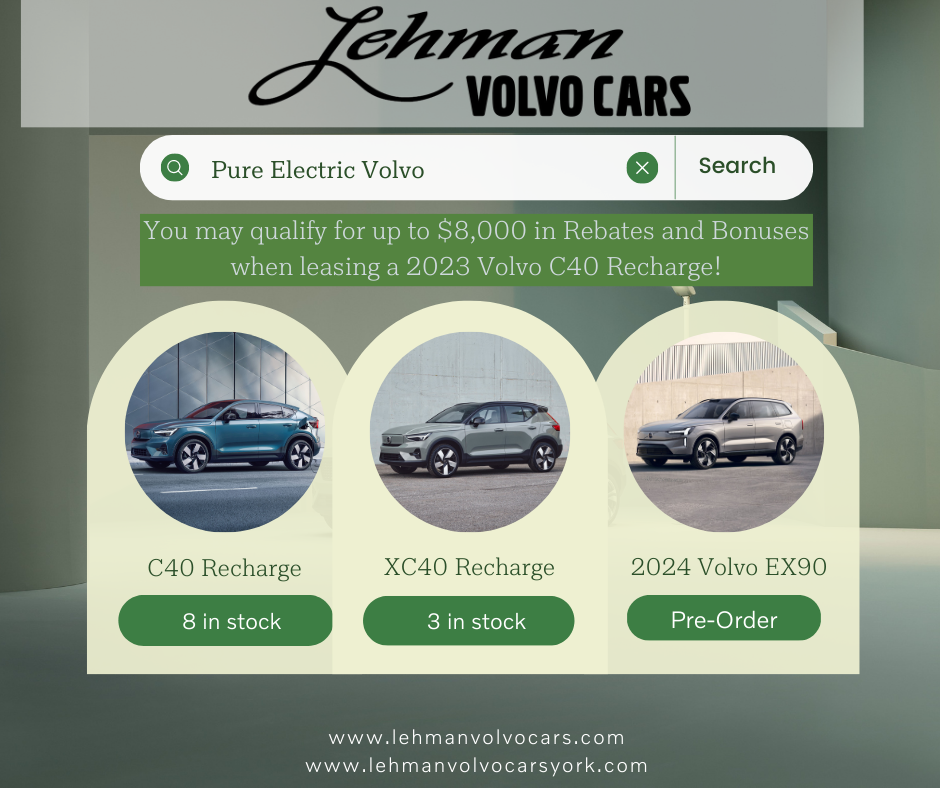 Lehman
VOLVO CARS
Pure Electric Volvo
Search
You may qualify for up to $8,000 in Rebates and Bonuses
when leasing a 2023 Volvo C40 Recharge!
C40 Recharge
XC40 Recharge
2024 Volvo EX90
8 in stock
3 in stock
Pre-Order
www.lehmanvolvocars.com
www.lehmanvolvocarsyork.com